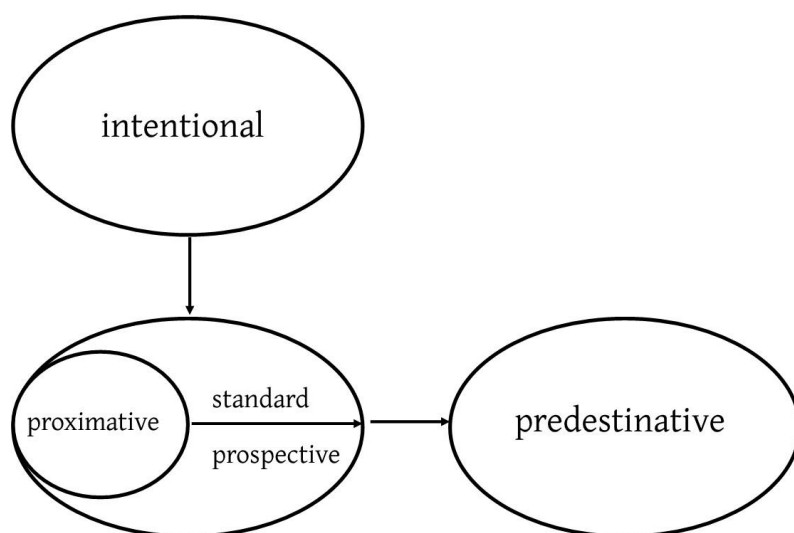 intentional
standard
proximative
prospective
predestinative